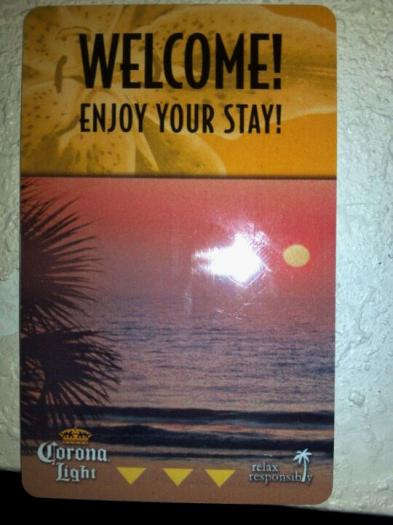 WELCOME!
ENJOY YOUR STAY!
Corona
Light
relax
responsibly